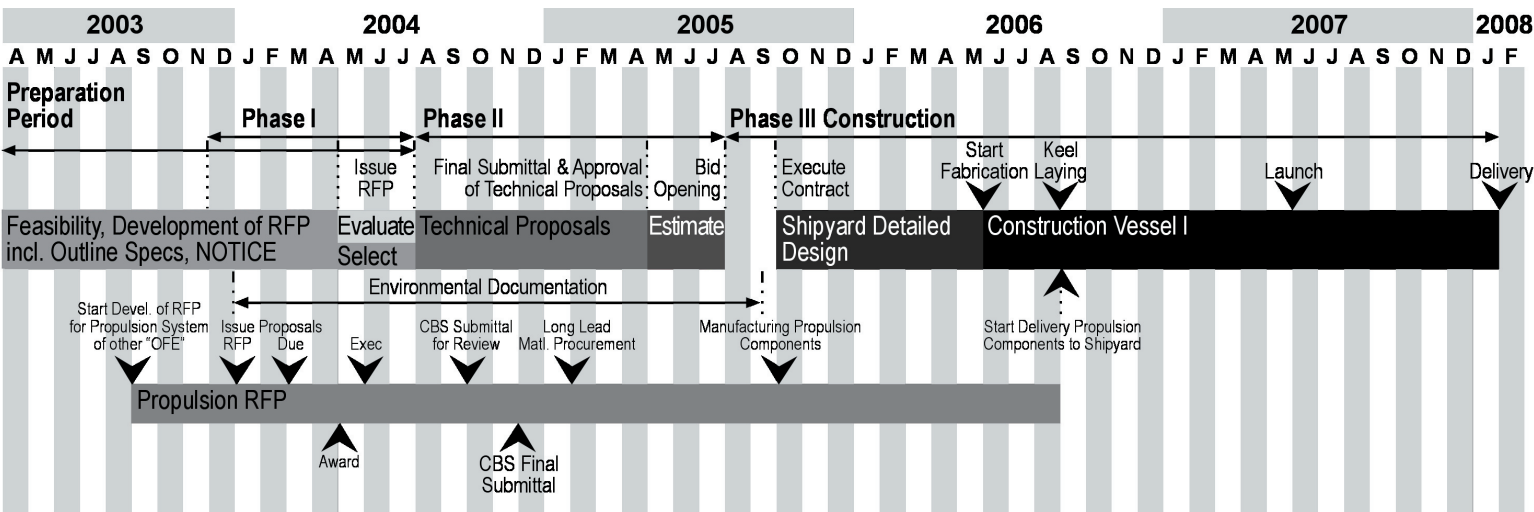 2003 2004 2005 2006 2007 2008
A M J J A S O N D J F M A M J J A S O N D J F M A M J J A S O N D J F M A M J J A S O N D J F M A M J J A S O N D J F
Preparation
Period
Phase I
Phase II
Phase III Construction
Issue
RFP
Final Submittal & Approval
of Technical Proposals
Bid
Opening
Execute
Contract
Start
Fabrication
Keel
Laying
Launch
Delivery
Feasibility, Development of RFP
incl. Outline Specs, NOTICE
Evaluate
Select
Technical Proposals
Estimate
Shipyard Detailed
Design
Construction Vessel I
Environmental Documentation
Start Devel. of RFP
for Propulsion System
of other "OFE"
Issue
RFP
Proposals
Due
Exec
CBS Submittal
for Review
Long Lead
Matl. Procurement
Manufacturing Propulsion
Components
Start Delivery Propulsion
Components to Shipyard
Propulsion RFP
Award
CBS Final
Submittal